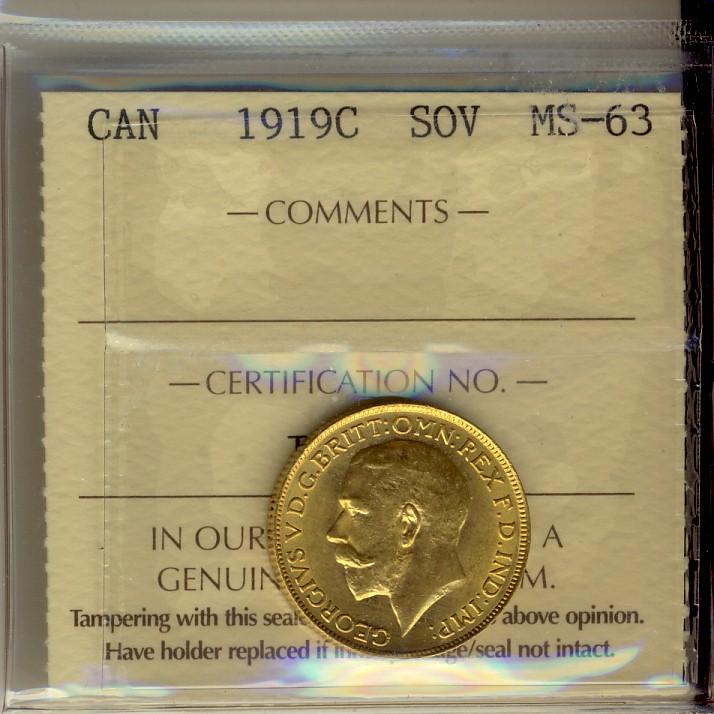 CAN 1919C SOV MS-63
— COMMENTS —
— CERTIFICATION NO. —
GEORGIVS V D.G.BRITT:OMN:REX F.D.IND:IMP:
IN OUR A
GENUIN M.
Tampering with this seal above opinion.
Have holder replaced if /seal not intact.